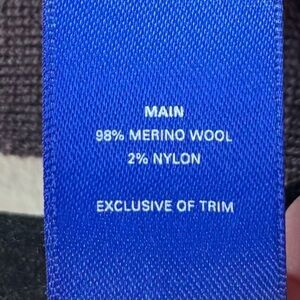 MAIN
98% MERINO WOOL
2% NYLON
EXCLUSIVE OF TRIM